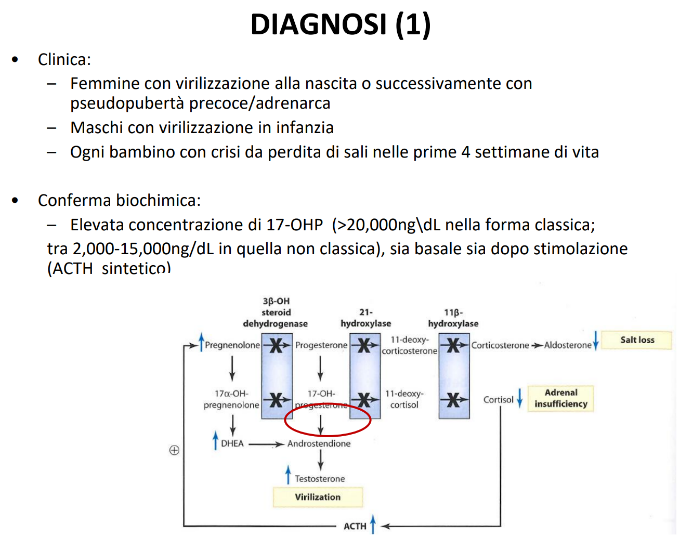 DIAGNOSI (1)
• Clinica:
– Femmine con virilizzazione alla nascita o successivamente con
pseudopubertà precoce/adrenarca
– Maschi con virilizzazione in infanzia
– Ogni bambino con crisi da perdita di sali nelle prime 4 settimane di vita
• Conferma biochimica:
– Elevata concentrazione di 17-OHP (>20,000ng\dL nella forma classica;
tra 2,000-15,000ng/dL in quella non classica), sia basale sia dopo stimolazione
(ACTH sintetico)
3β-OH
steroid
dehydrogenase
21-
hydroxylase
11β-
hydroxylase
Pregnenolone
Progesterone
11-deoxy-
corticosterone
Corticosterone
Aldosterone
Salt loss
17α-OH-
pregnenolone
17-OH-
progesterone
11-deoxy-
cortisol
Cortisol
Adrenal
insufficiency
DHEA
Androstendione
⊕
Testosterone
Virilization
ACTH